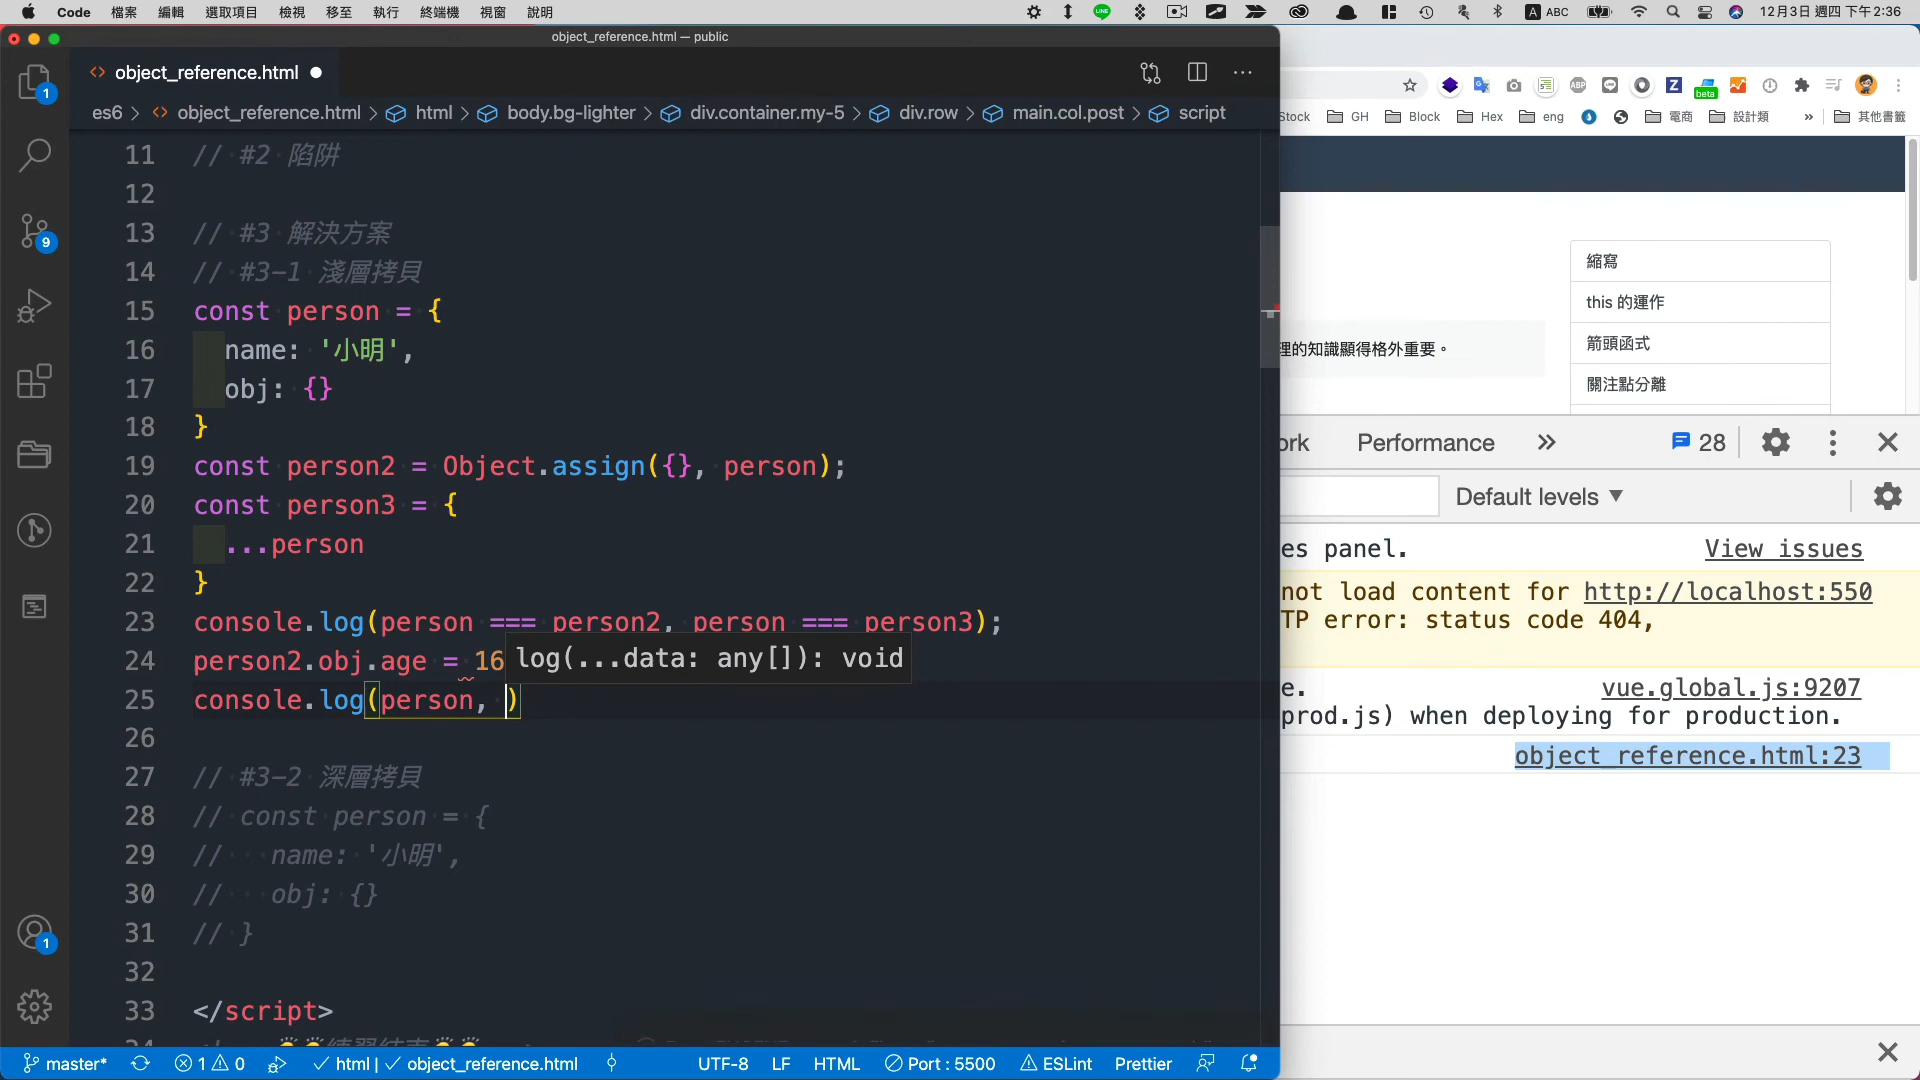 Code 檔案 編輯 選取項目 檢視 移至 執行 終端機 視窗 說明
A ABC 12月3日 週四 下午2:36
object_reference.html — public
object_reference.html
es6 > object_reference.html > html > body.bg-lighter > div.container.my-5 > div.row > main.col.post > script
11 // #2 陷阱
12
13 // #3 解決方案
14 // #3-1 淺層拷貝
15 const person = {
16 name: '小明',
17 obj: {}
18 }
19 const person2 = Object.assign({}, person);
20 const person3 = {
21 ...person
22 }
23 console.log(person === person2, person === person3);
24 person2.obj.age = 16
log(...data: any[]): void
25 console.log(person, )
26
27 // #3-2 深層拷貝
28 // const person = {
29 // name: '小明',
30 // obj: {}
31 // }
32
33 </script>
1
9
1
master* 1 0 html | object_reference.html UTF-8 LF HTML Port : 5500 ESLint Prettier
ABP Z beta
Stock GH Block Hex eng 電商 設計類 » 其他書籤
縮寫
this 的運作
理的知識顯得格外重要。
箭頭函式
關注點分離
ork Performance » 28
Default levels ▼
es panel. View issues
not load content for http://localhost:550
TP error: status code 404,
e. vue.global.js:9207
prod.js) when deploying for production.
object_reference.html:23